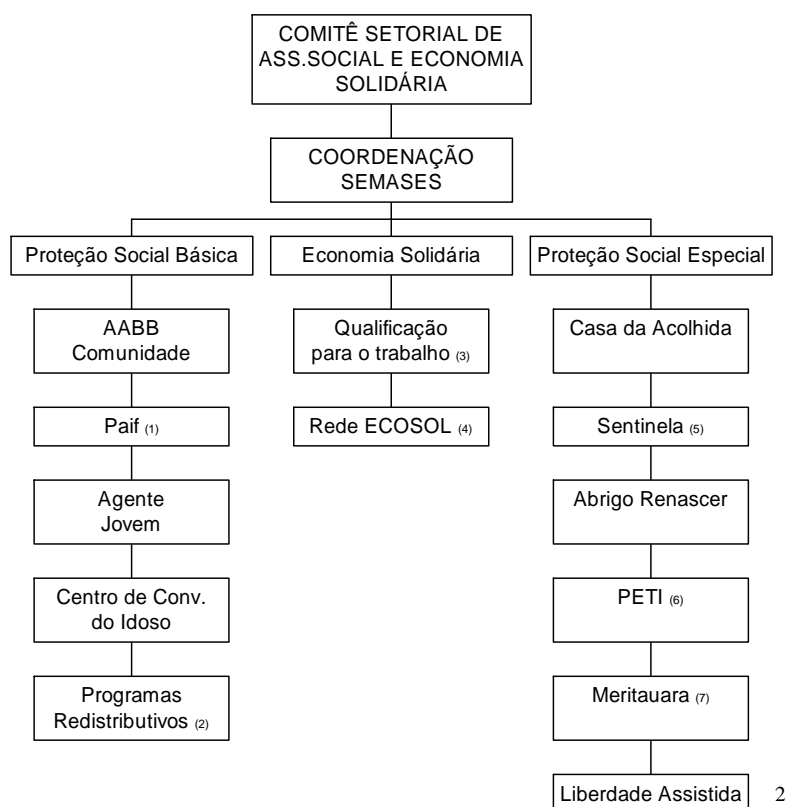 COMITÊ SETORIAL DE
ASS.SOCIAL E ECONOMIA
SOLIDÁRIA
COORDENAÇÃO
SEMASES
Proteção Social Básica
Economia Solidária
Proteção Social Especial
AABB
Comunidade
Qualificação
para o trabalho (3)
Casa da Acolhida
Paif (1)
Rede ECOSOL (4)
Sentinela (5)
Agente
Jovem
Abrigo Renascer
Centro de Conv.
do Idoso
PETI (6)
Programas
Redistributivos (2)
Meritauara (7)
Liberdade Assistida
2